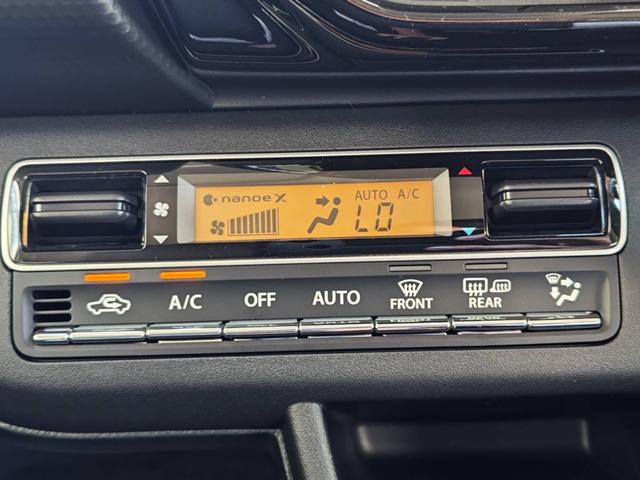 nanoe X
AUTO A/C
LO
A/C
OFF
AUTO
FRONT
REAR